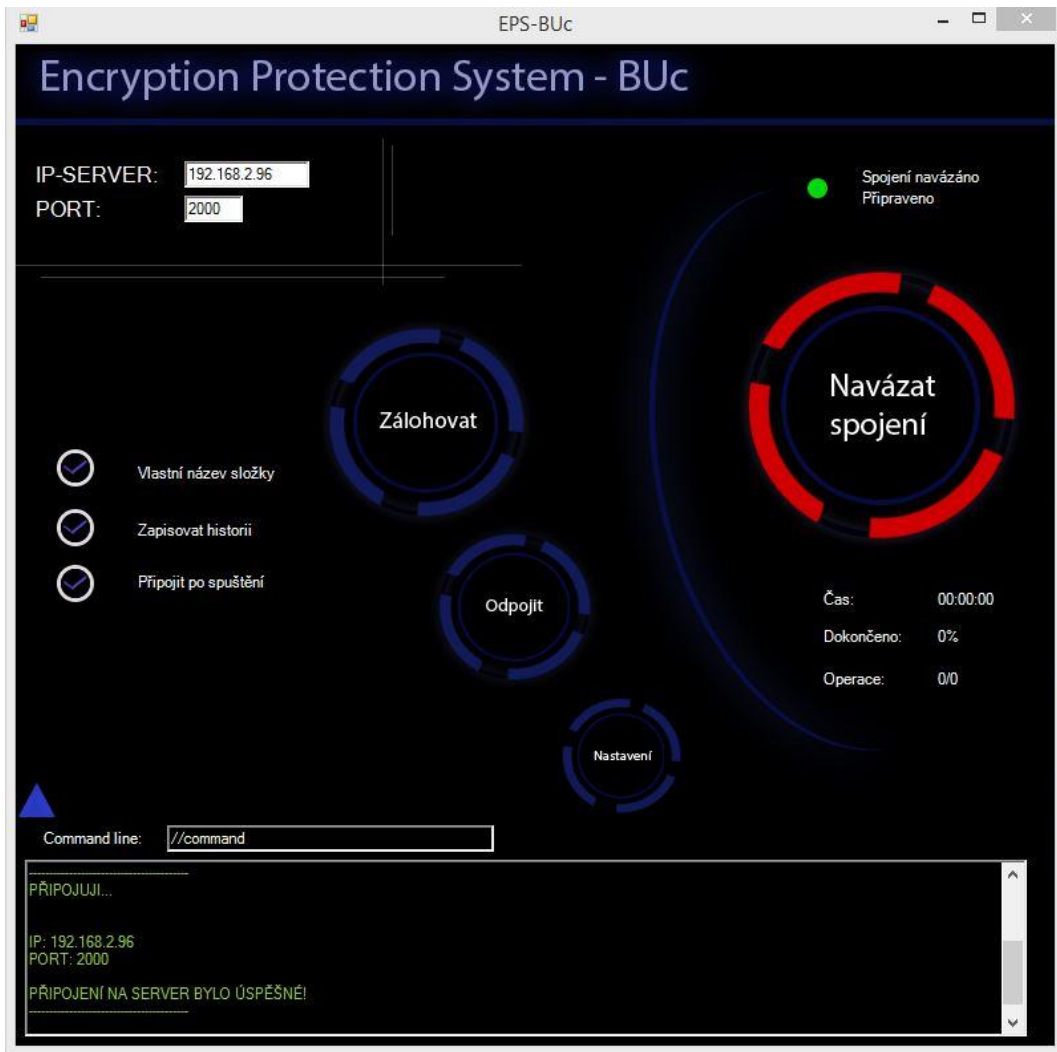 EPS-BUc
Encryption Protection System - BUc
IP-SERVER: 192.168.2.96
PORT: 2000
Spojení navázáno
Připraveno
Navázat
spojení
Zálohovat
Vlastní název složky
Zapisovat historii
Připojit po spuštění
Odpojit
Čas: 00:00:00
Dokončeno: 0%
Operace: 0/0
Nastavení
Command line: //command
----------------------------------------
PŘIPOJUJI...
IP: 192.168.2.96
PORT: 2000
PŘIPOJENÍ NA SERVER BYLO ÚSPĚŠNÉ!
----------------------------------------